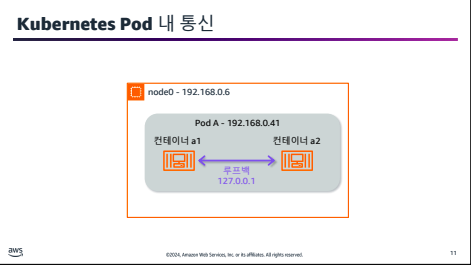 Kubernetes Pod 내 통신
node0 - 192.168.0.6
Pod A - 192.168.0.41
컨테이너 a1
컨테이너 a2
루프백
127.0.0.1
aws
©2024, Amazon Web Services, Inc. or its affiliates. All rights reserved.
11